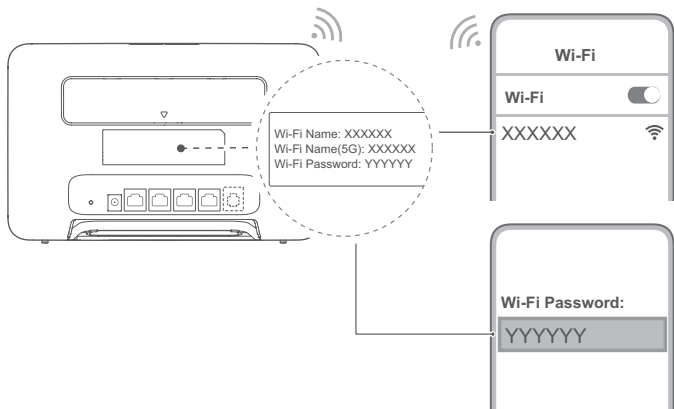 Wi-Fi Name: XXXXXX
Wi-Fi Name(5G): XXXXXX
Wi-Fi Password: YYYYYY
Wi-Fi
Wi-Fi
XXXXXX
Wi-Fi Password:
YYYYYY